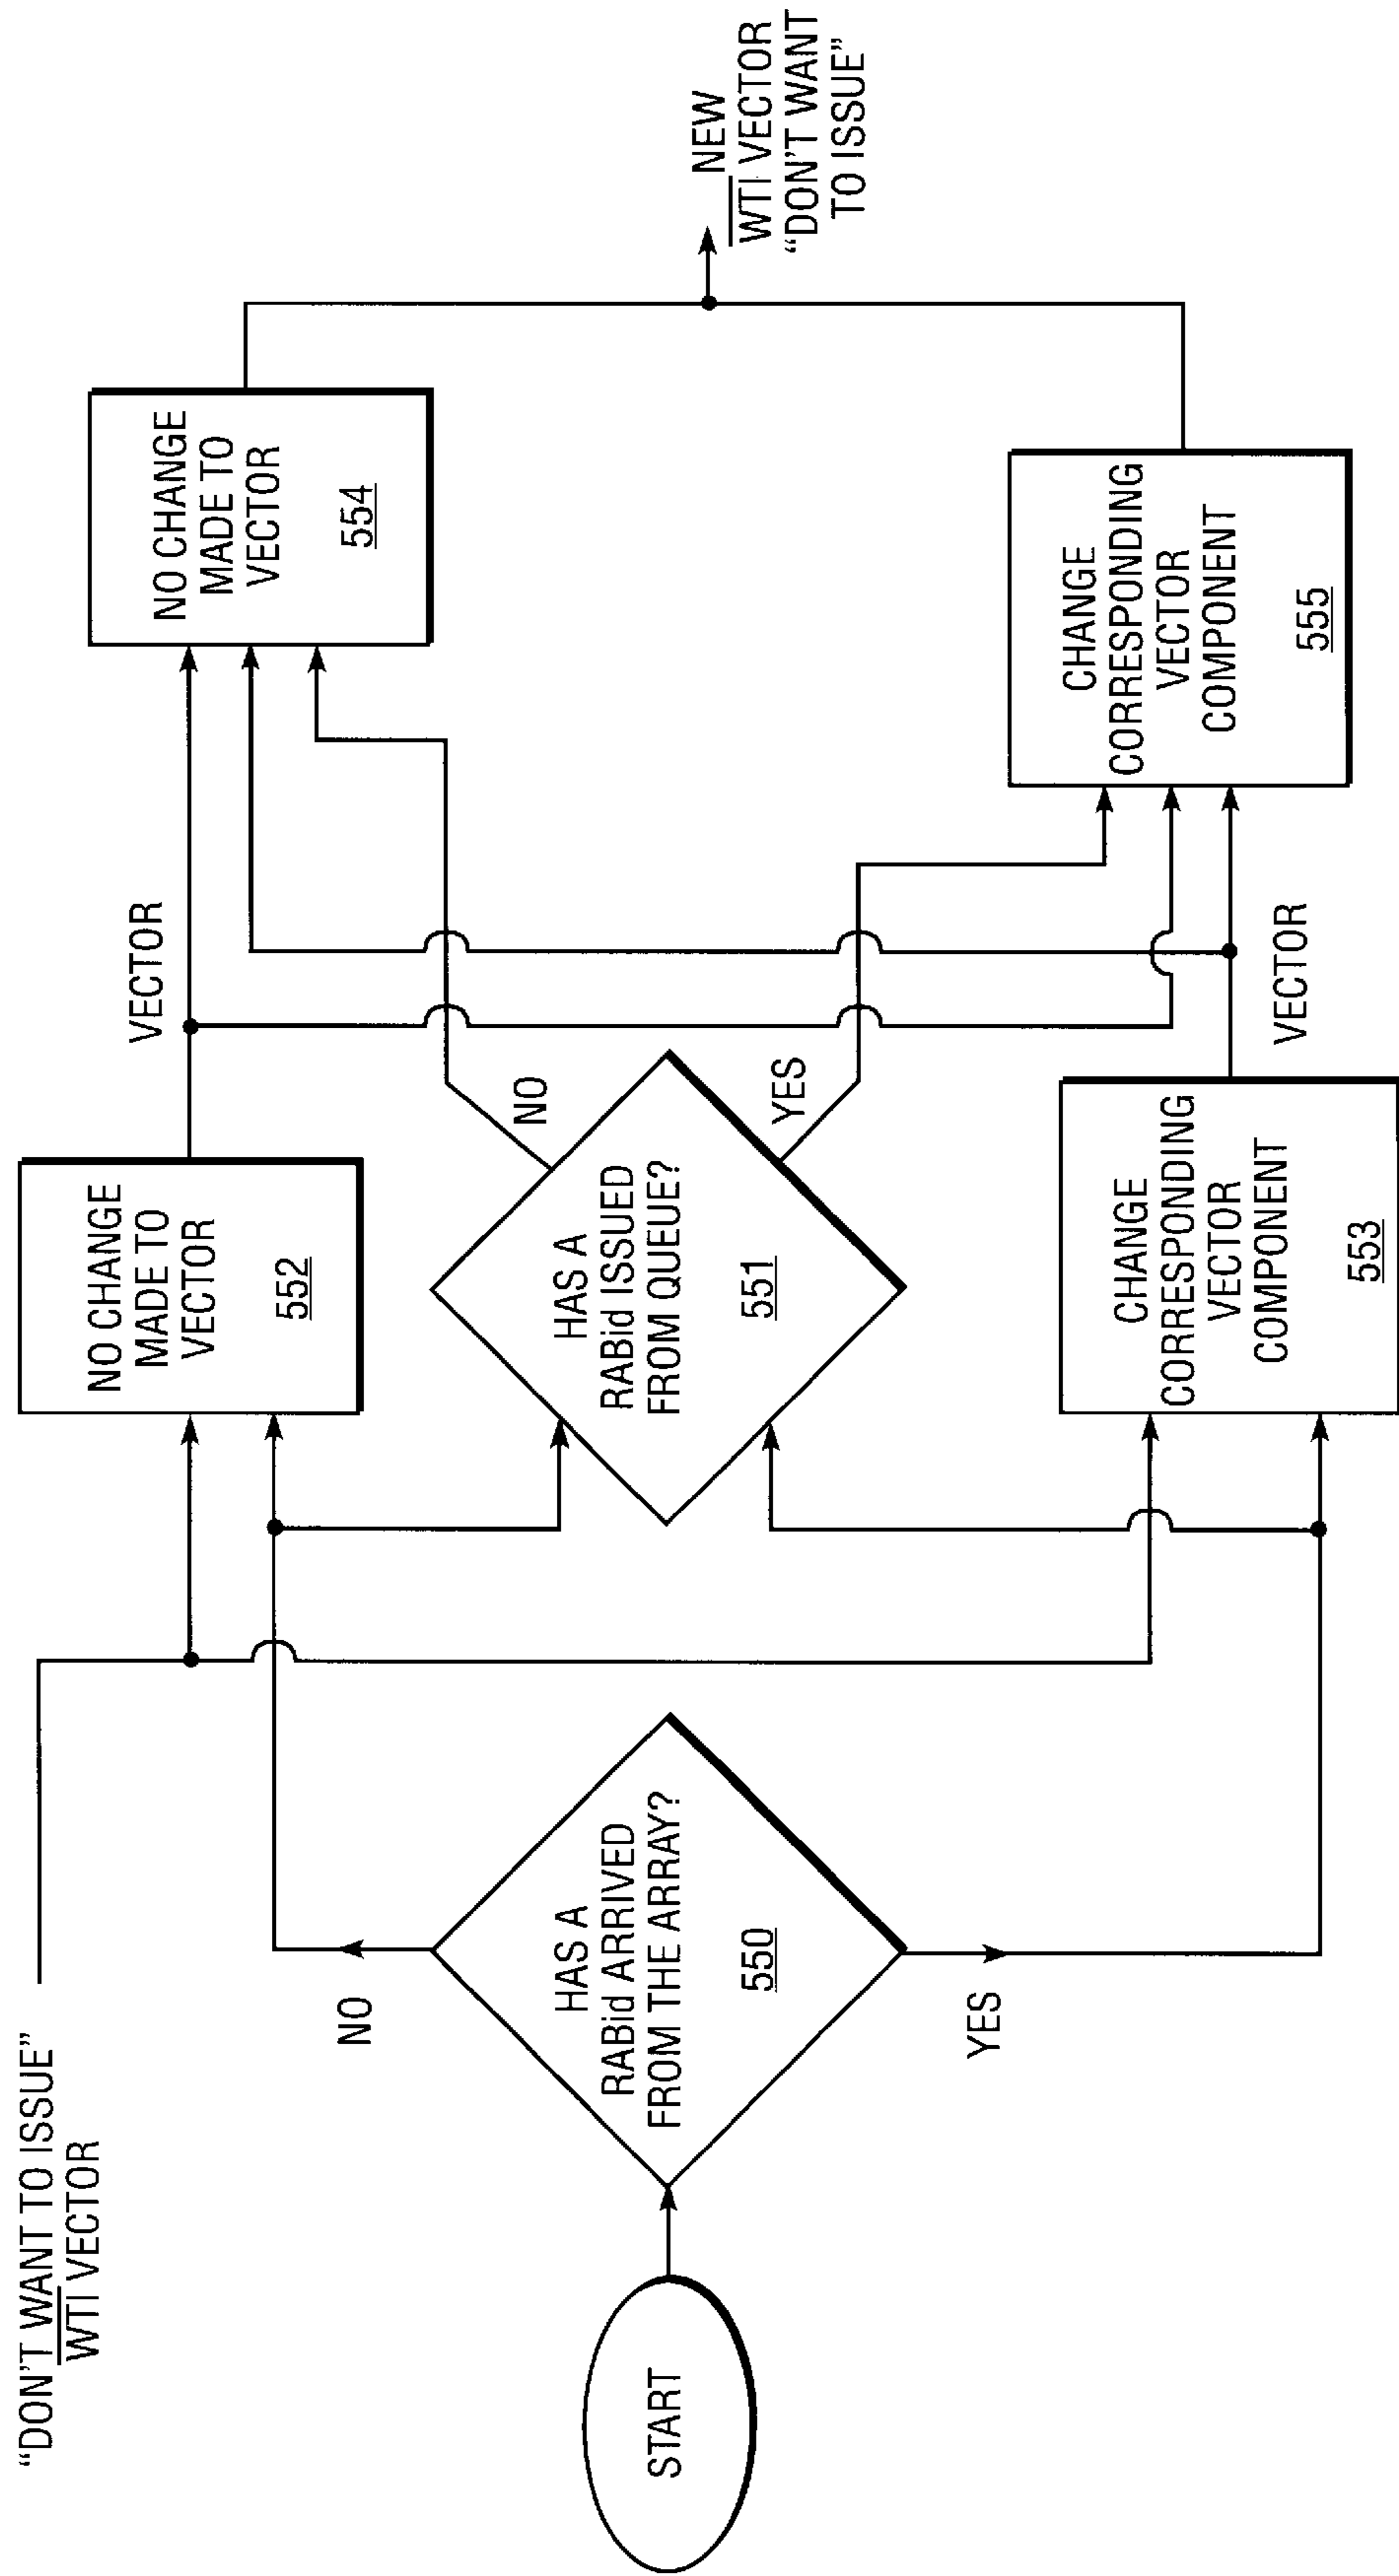 "DON'T WANT TO ISSUE"
WTI VECTOR
START
HAS A
RABid ARRIVED
FROM THE ARRAY?
550
NO
YES
NO CHANGE
MADE TO
VECTOR
552
HAS A
RABid ISSUED
FROM QUEUE?
551
CHANGE
CORRESPONDING
VECTOR
COMPONENT
553
NO
YES
VECTOR
VECTOR
NO CHANGE
MADE TO
VECTOR
554
CHANGE
CORRESPONDING
VECTOR
COMPONENT
555
NEW
WTI VECTOR
"DON'T WANT
TO ISSUE"